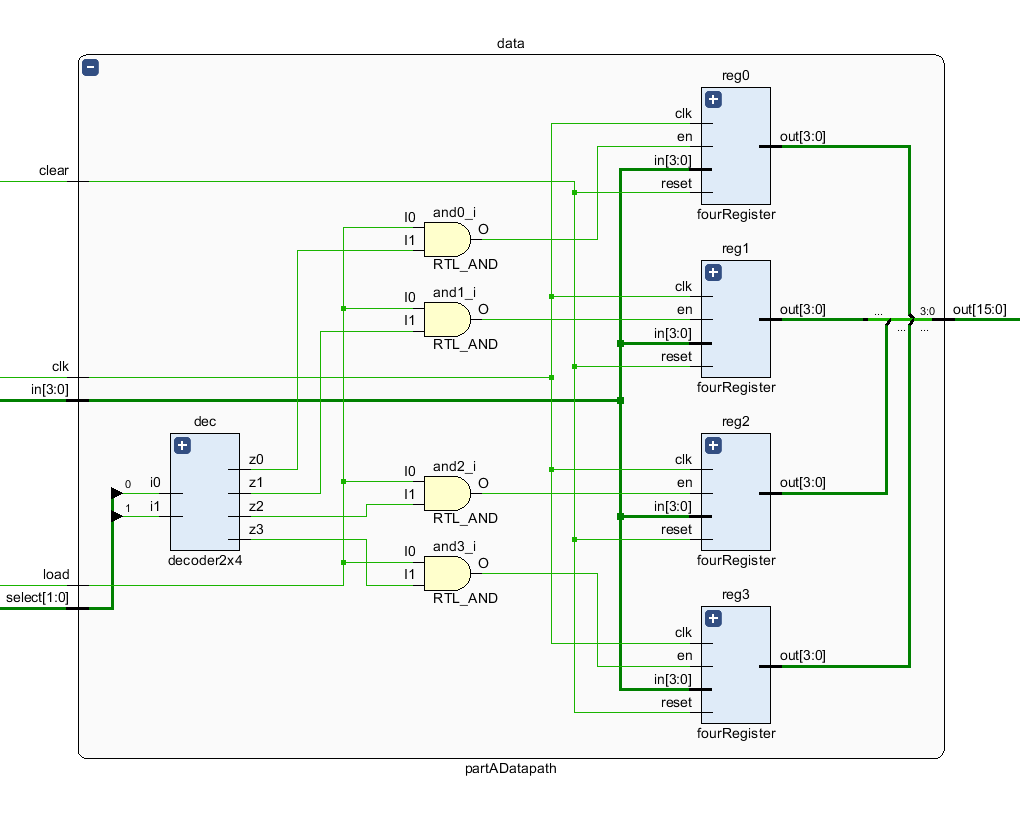 data
reg0
clk
en
in[3:0]
reset
out[3:0]
fourRegister
clear
and0_i
I0
I1
O
RTL_AND
reg1
clk
en
in[3:0]
reset
out[3:0]
fourRegister
and1_i
I0
I1
O
RTL_AND
...
...
...
3:0
out[15:0]
clk
in[3:0]
dec
i0
i1
0
1
z0
z1
z2
z3
decoder2x4
and2_i
I0
I1
O
RTL_AND
reg2
clk
en
in[3:0]
reset
out[3:0]
fourRegister
and3_i
I0
I1
O
RTL_AND
load
select[1:0]
reg3
clk
en
in[3:0]
reset
out[3:0]
fourRegister
partADatapath